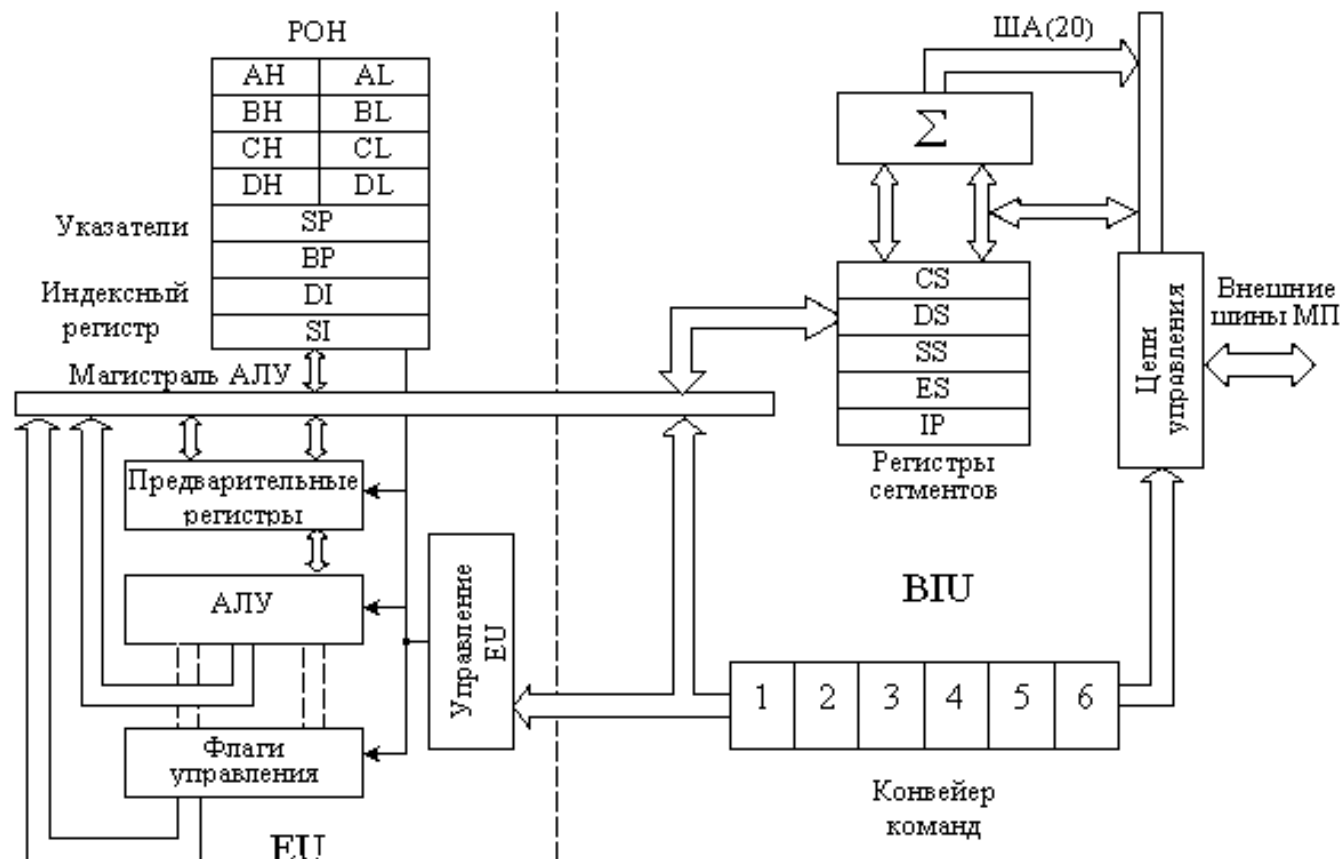 РОН
AH AL
BH BL
CH CL
DH DL
Указатели
SP
BP
Индексный
регистр
DI
SI
Магистраль АЛУ
Предварительные
регистры
АЛУ
Флаги
управления
EU
Управление
EU
ША(20)
Σ
CS
DS
SS
ES
IP
Регистры
сегментов
Цепи
управления
Внешние
шины МП
BIU
1 2 3 4 5 6
Конвейер
команд